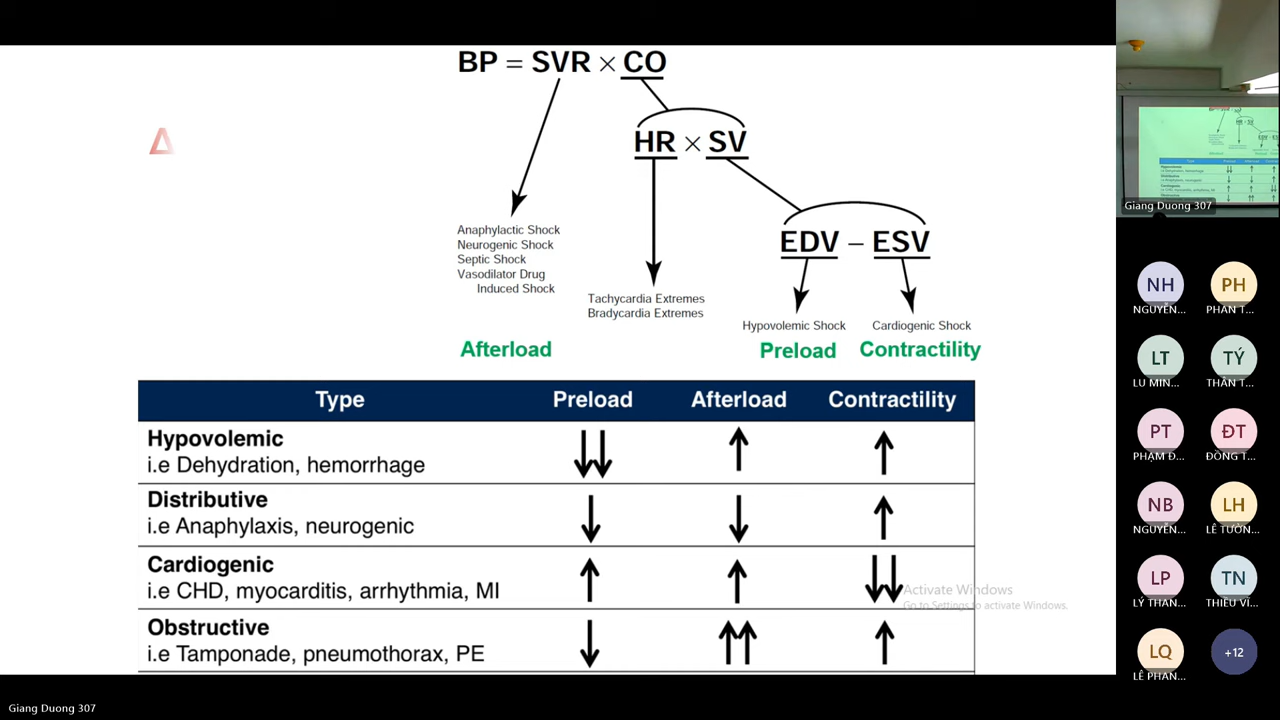 BP = SVR × CO
HR × SV
EDV – ESV
Anaphylactic Shock
Neurogenic Shock
Septic Shock
Vasodilator Drug
Induced Shock
Tachycardia Extremes
Bradycardia Extremes
Hypovolemic Shock
Cardiogenic Shock
Afterload
Preload
Contractility
Type Preload Afterload Contractility
Hypovolemic
i.e Dehydration, hemorrhage
↓↓ ↑ ↑
Distributive
i.e Anaphylaxis, neurogenic
↓ ↓ ↑
Cardiogenic
i.e CHD, myocarditis, arrhythmia, MI
↑ ↑ ↓↓
Obstructive
i.e Tamponade, pneumothorax, PE
↓ ↑↑ ↑
Activate Windows
Go to Settings to activate Windows.
Giang Duong 307
NH
NGUYỄN...
PH
PHAN T...
LT
LU MIN...
TÝ
THÂN T...
PT
PHẠM Đ...
ĐT
ĐỒNG T...
NB
NGUYỄN...
LH
LÊ TƯỜN...
LP
LÝ THÀN...
TN
THIỀU VĨ...
LQ
LÊ PHAN...
+12
Giang Duong 307